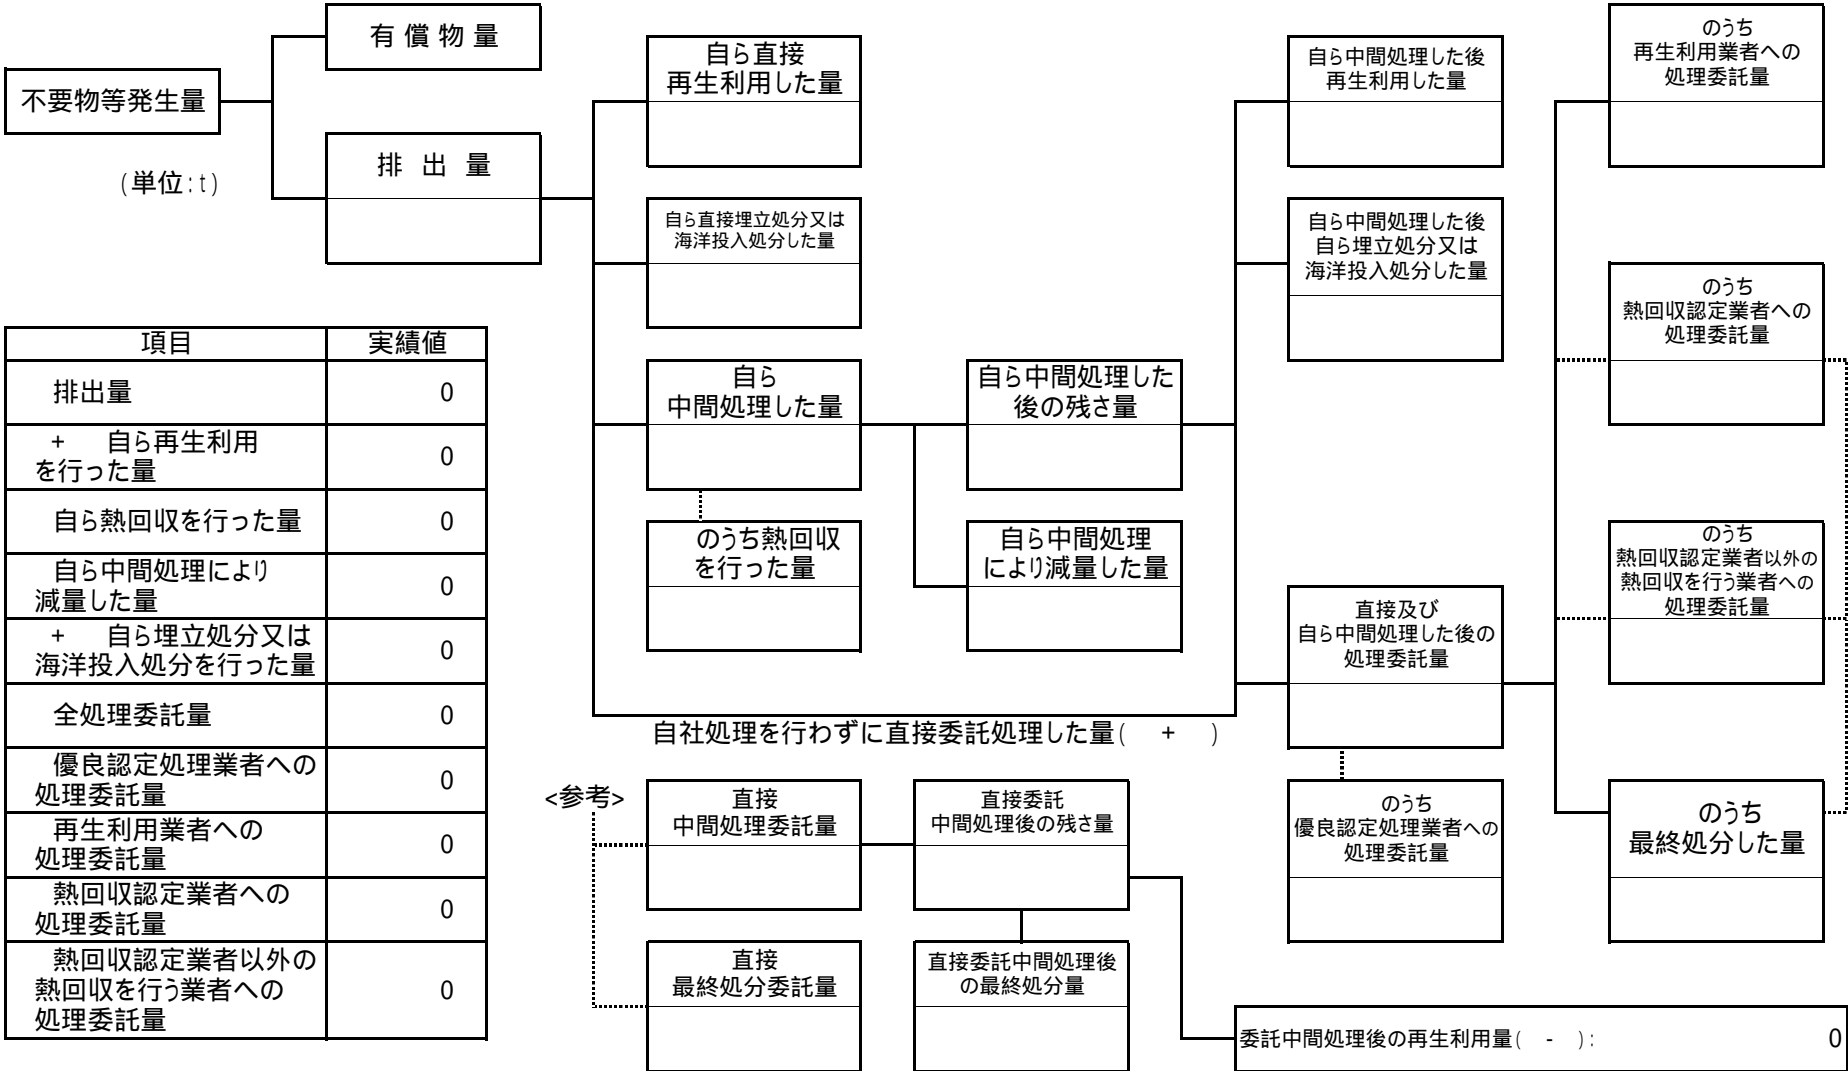 有償物量
不要物等発生量
排出量
(単位:t)
自ら直接
再生利用した量
自ら直接埋立処分又は
海洋投入処分した量
自ら
中間処理した量
のうち熱回収
を行った量
自ら中間処理した
後の残さ量
自ら中間処理
により減量した量
自ら中間処理した後
再生利用した量
自ら中間処理した後
自ら埋立処分又は
海洋投入処分した量
直接及び
自ら中間処理した後の
処理委託量
のうち
優良認定処理業者への
処理委託量
のうち
再生利用業者への
処理委託量
のうち
熱回収認定業者への
処理委託量
のうち
熱回収認定業者以外の
熱回収を行う業者への
処理委託量
のうち
最終処分した量
自社処理を行わずに直接委託処理した量( + )
<参考>
直接
中間処理委託量
直接委託
中間処理後の残さ量
直接
最終処分委託量
直接委託中間処理後
の最終処分量
委託中間処理後の再生利用量( - ): 0
項目 実績値
排出量 0
+ 自ら再生利用
を行った量 0
自ら熱回収を行った量 0
自ら中間処理により
減量した量 0
+ 自ら埋立処分又は
海洋投入処分を行った量 0
全処理委託量 0
優良認定処理業者への
処理委託量 0
再生利用業者への
処理委託量 0
熱回収認定業者への
処理委託量 0
熱回収認定業者以外の
熱回収を行う業者への
処理委託量 0